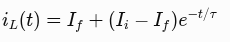 i_L(t) = I_f + (I_i − I_f)e^{−t/τ}